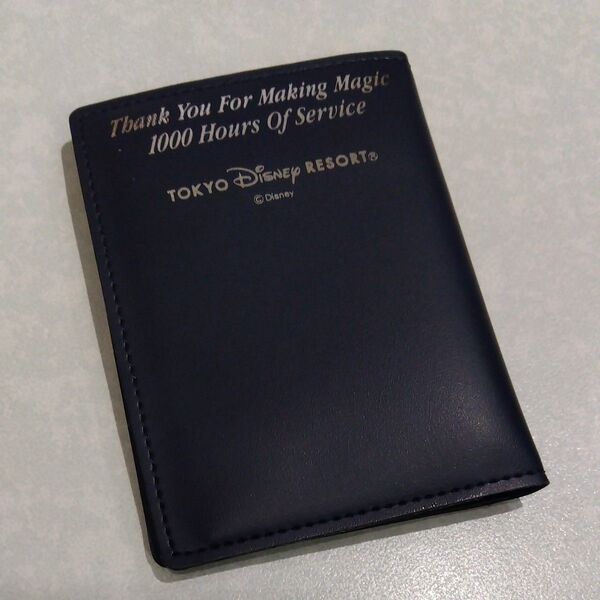 Thank You For Making Magic
1000 Hours Of Service
TOKYO Disney RESORT®
© Disney